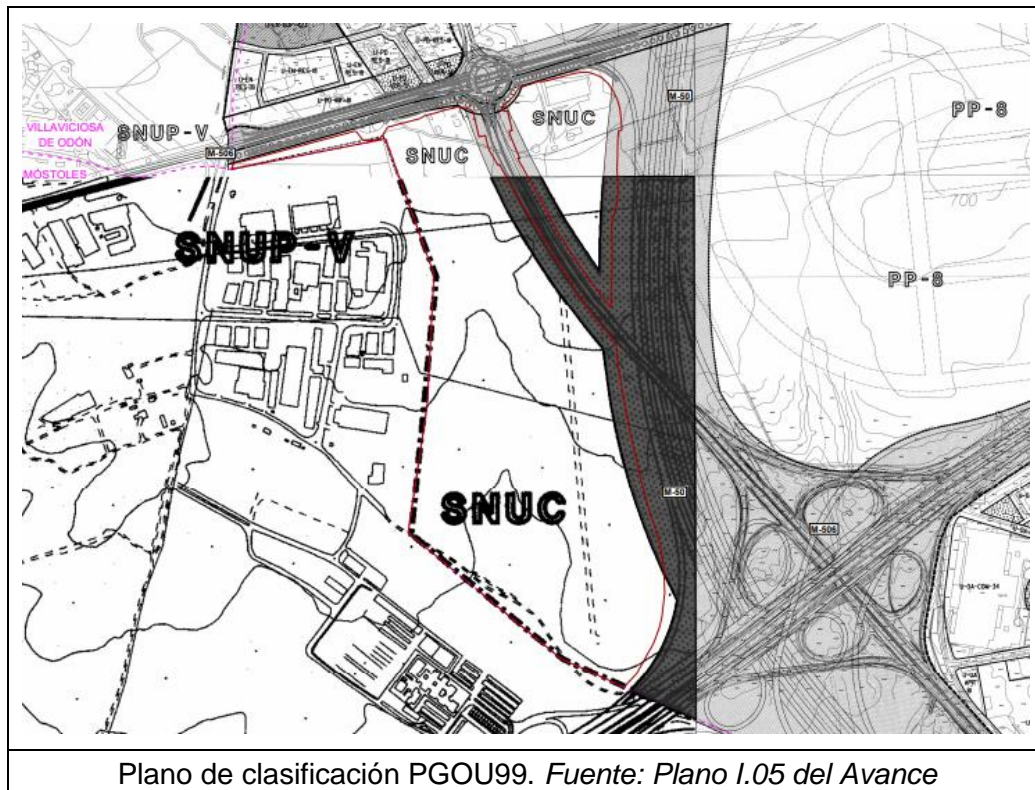 VILLAVICIOSA
DE ODÓN
SNUP-V
M-506
MÓSTOLES
SNUC
SNUC
M-50
PP-8
700
PP-8
SNUP-V
SNUC
M-50
M-506
Plano de clasificación PGOU99. Fuente: Plano I.05 del Avance